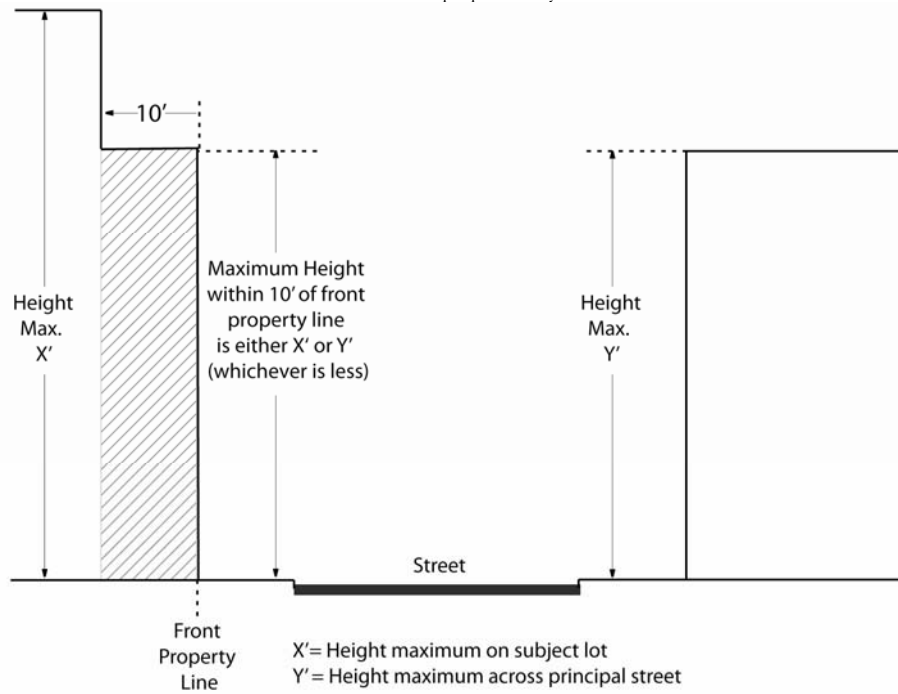 10'
Maximum Height
within 10' of front
property line
is either X' or Y'
(whichever is less)
Height
Max.
X'
Height
Max.
Y'
Street
Front
Property
Line
X'= Height maximum on subject lot
Y'= Height maximum across principal street